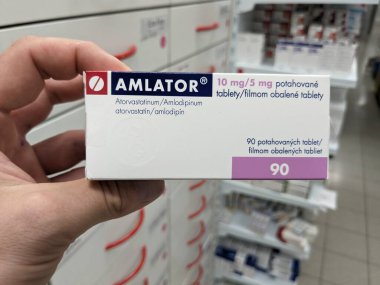 AMLATOR®
10 mg/5 mg potahované
tablety/filmom obalené tablety
Atorvastatinum/Amlodipinum
atorvastatín/amlodipín
90 potahovaných tablet/
filmom obalených tabliet
90